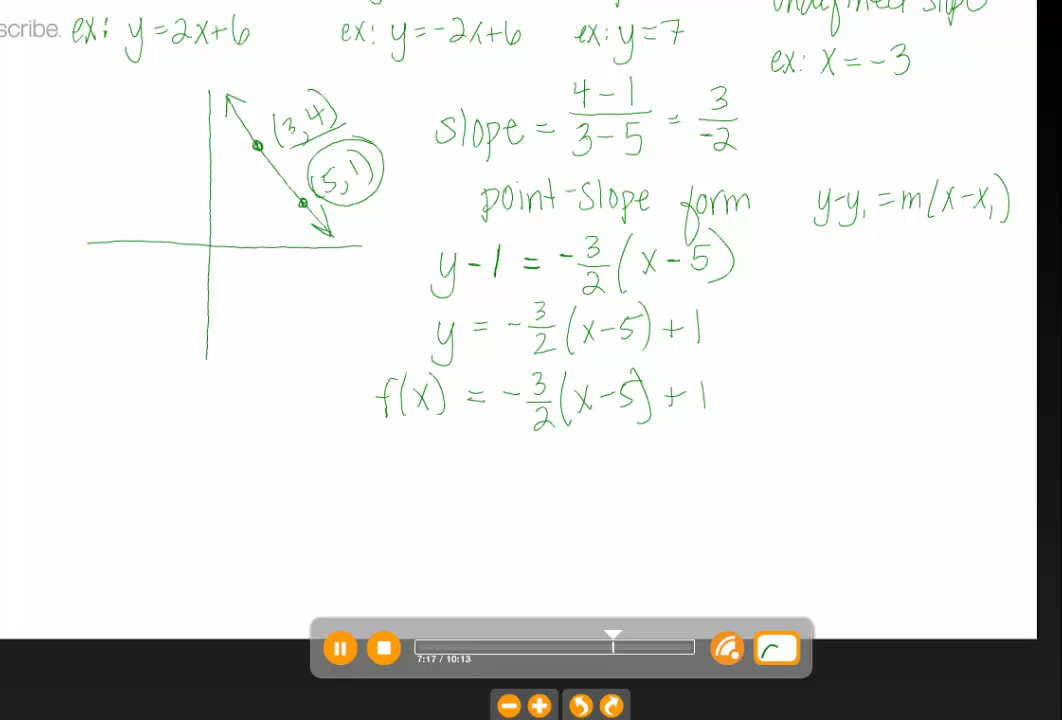 undefined slope
scribe. ex: y = 2x+6 ex: y = -2x+6 ex: y = 7
ex: x = -3
(3,4)
(5,1)
slope = 4-1/3-5 = 3/-2
point-slope form y-y₁ = m(x-x₁)
y - 1 = -3/2(x-5)
y = -3/2(x-5)+1
f(x) = -3/2(x-5)+1
7:17 / 10:13